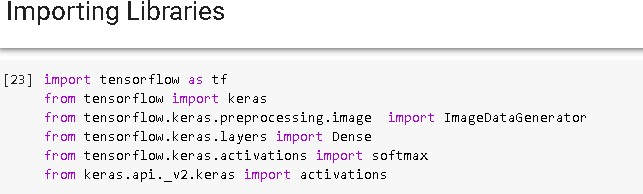 Importing Libraries
[23] import tensorflow as tf
from tensorflow import keras
from tensorflow.keras.preprocessing.image  import ImageDataGenerator
from tensorflow.keras.layers import Dense
from tensorflow.keras.activations import softmax
from keras.api._v2.keras import activations